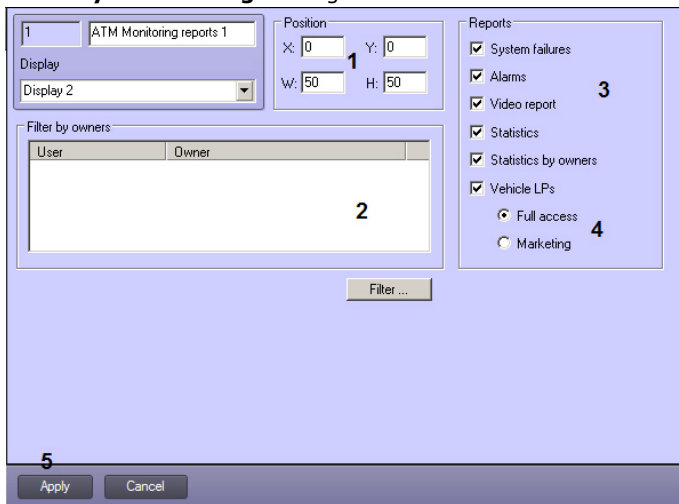 1
ATM Monitoring reports 1
Display
Display 2
Position
X: 0 Y: 0
1
W: 50 H: 50
Filter by owners
User Owner
2
Filter ...
Reports
System failures
Alarms
3
Video report
Statistics
Statistics by owners
Vehicle LPs
Full access
4
Marketing
5
Apply Cancel